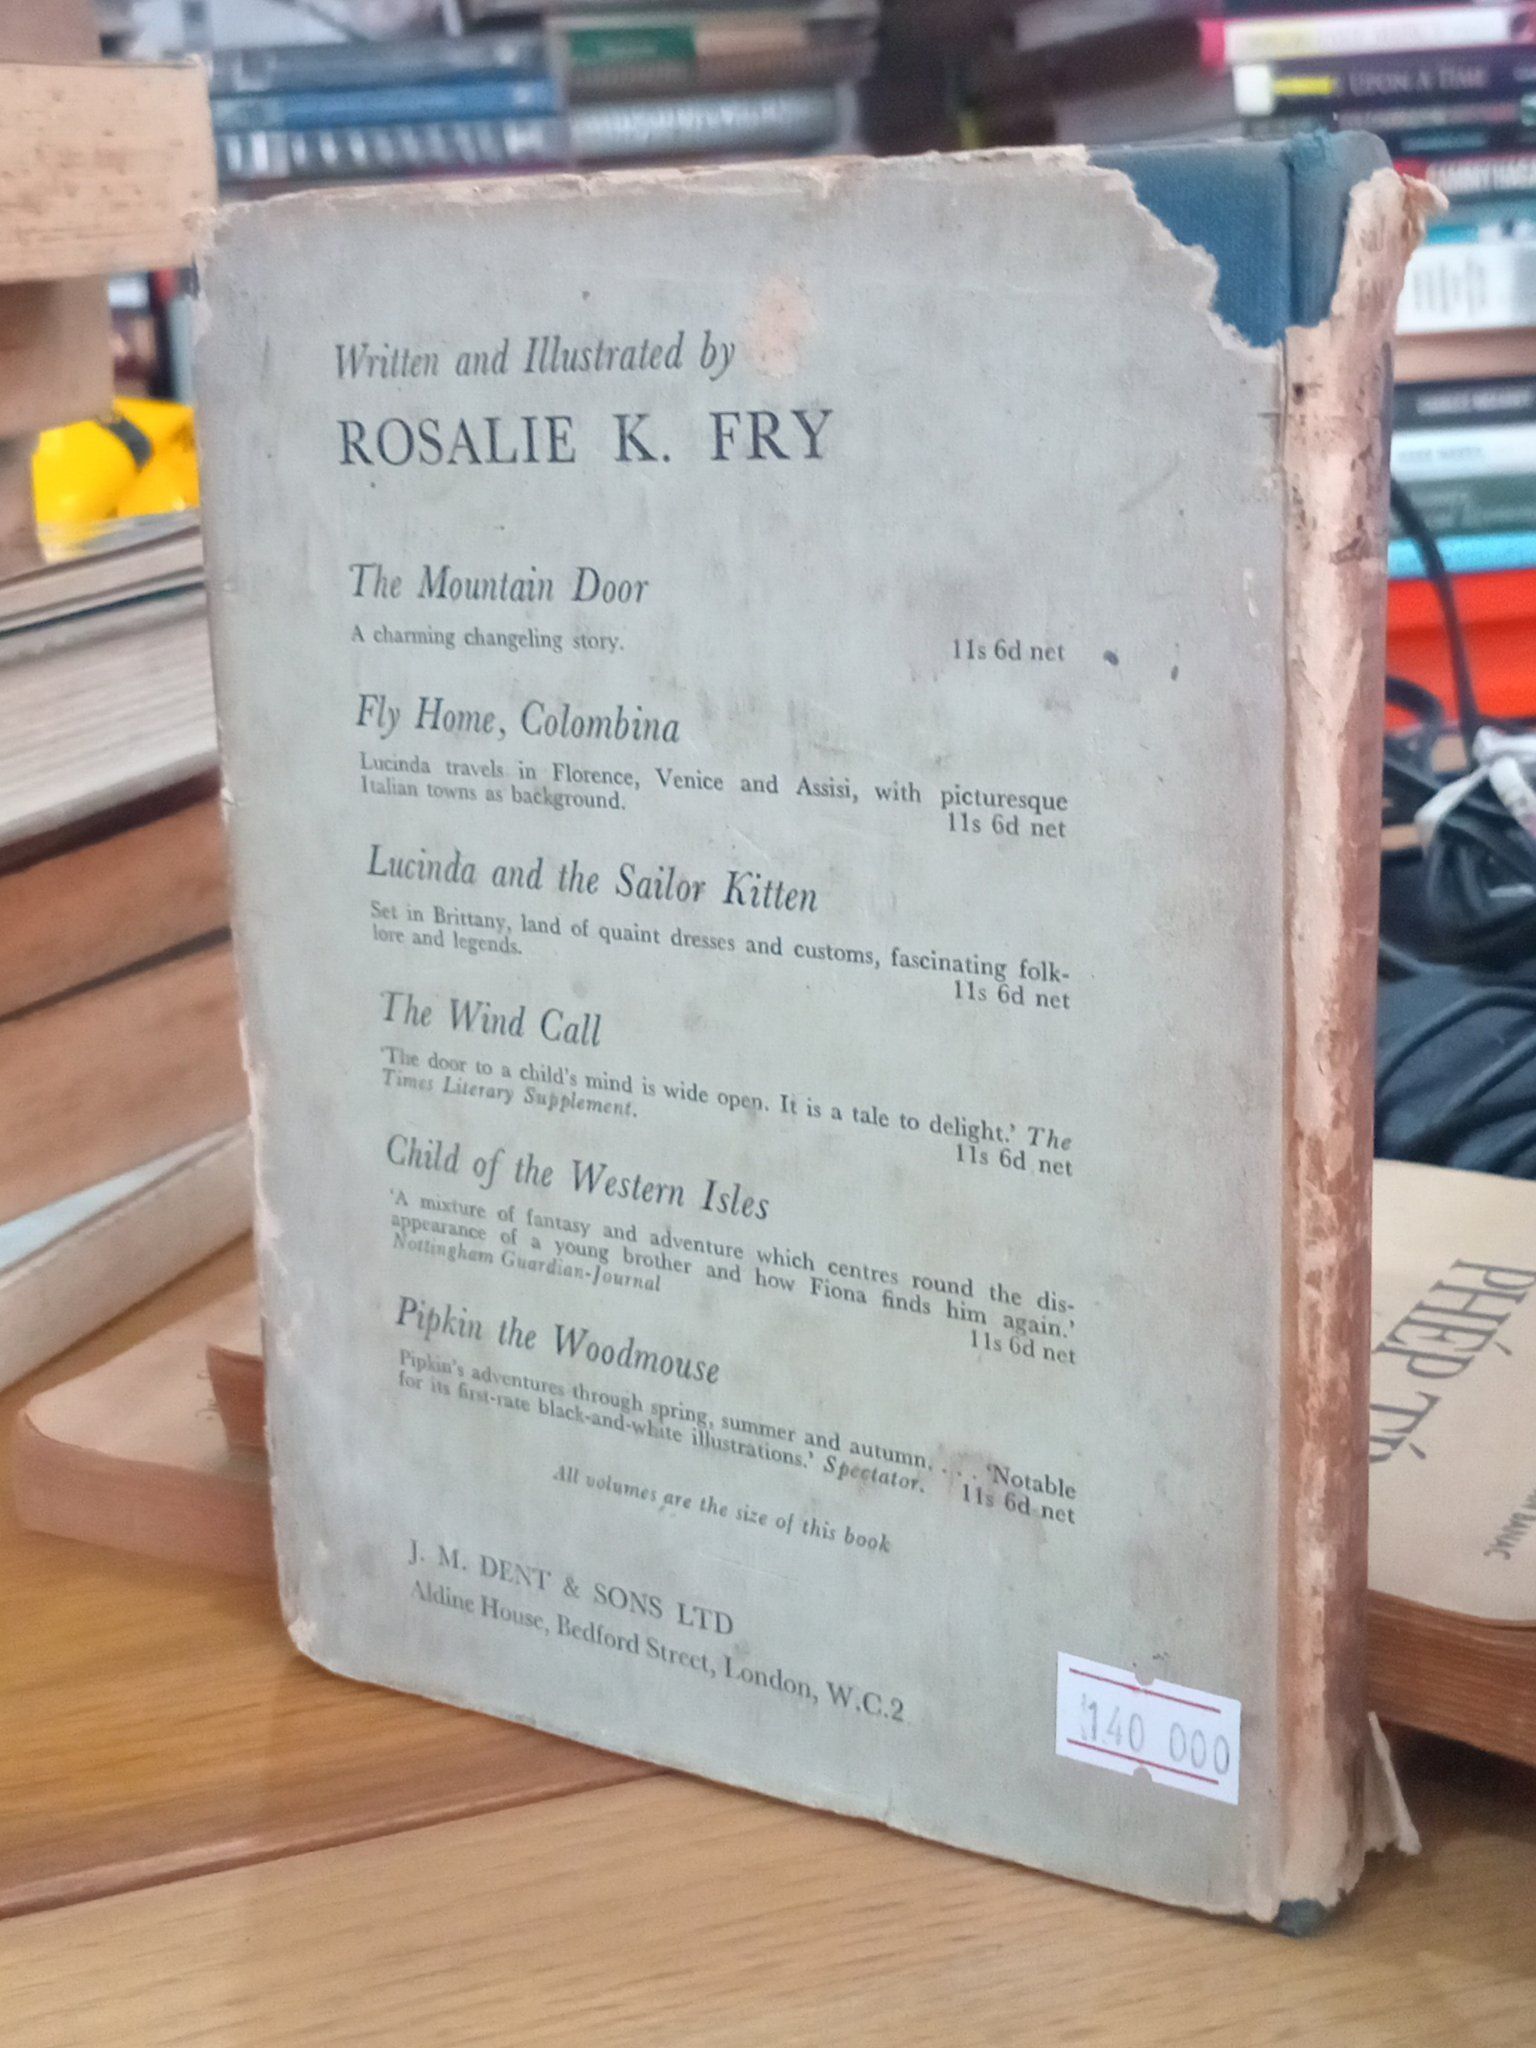 Written and Illustrated by
ROSALIE K. FRY
The Mountain Door
A charming changeling story.
11s 6d net
Fly Home, Colombina
Lucinda travels in Florence, Venice and Assisi, with picturesque
Italian towns as background.
11s 6d net
Lucinda and the Sailor Kitten
Set in Brittany, land of quaint dresses and customs, fascinating folk-
lore and legends.
11s 6d net
The Wind Call
'The door to a child's mind is wide open. It is a tale to delight.' The
Times Literary Supplement.
11s 6d net
Child of the Western Isles
'A mixture of fantasy and adventure which centres round the dis-
appearance of a young brother and how Fiona finds him again.'
Nottingham Guardian-Journal
11s 6d net
Pipkin the Woodmouse
Pipkin's adventures through spring, summer and autumn. . . . 'Notable
for its first-rate black-and-white illustrations.' Spectator.
11s 6d net
All volumes are the size of this book
J. M. DENT & SONS LTD
Aldine House, Bedford Street, London, W.C.2
140 000
UPON A TIME
PHÉP